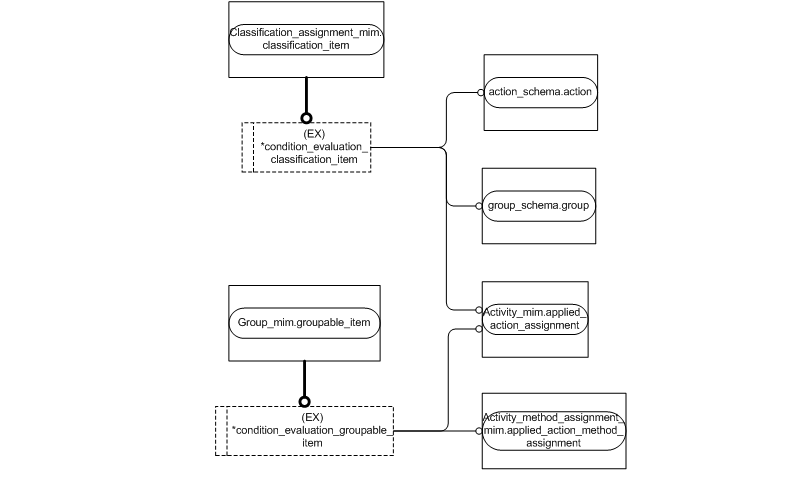 Classification_assignment_mim.
classification_item
action_schema.action
(EX)
*condition_evaluation_
classification_item
group_schema.group
Group_mim.groupable_item
Activity_mim.applied_
action_assignment
(EX)
*condition_evaluation_groupable_
item
Activity_method_assignment_
mim.applied_action_method_
assignment